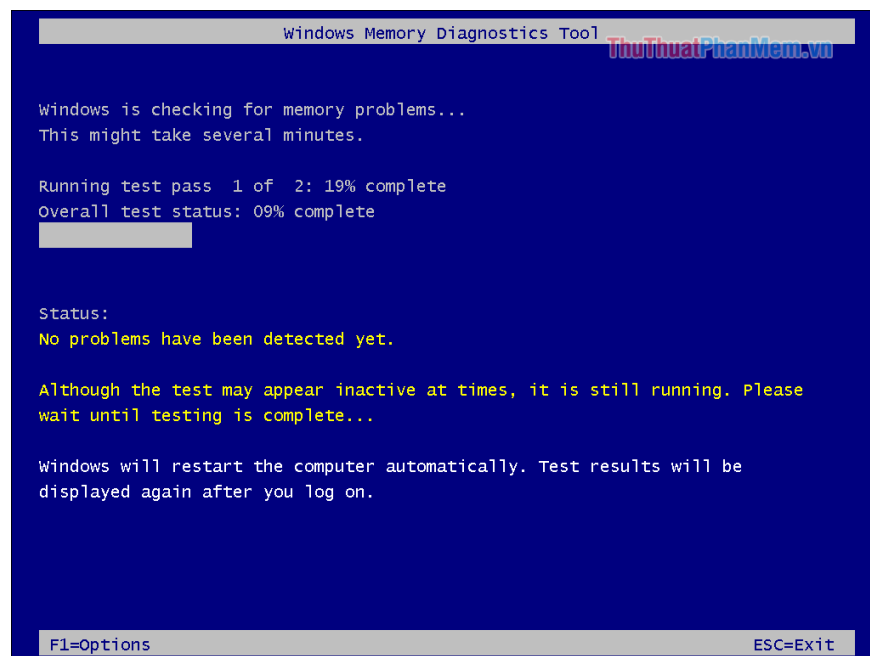 Windows Memory Diagnostics Tool
ThuThuatPhanMem.vn
Windows is checking for memory problems...
This might take several minutes.
Running test pass  1 of  2: 19% complete
Overall test status: 09% complete
Status:
No problems have been detected yet.
Although the test may appear inactive at times, it is still running. Please
wait until testing is complete...
Windows will restart the computer automatically. Test results will be
displayed again after you log on.
F1=Options ESC=Exit